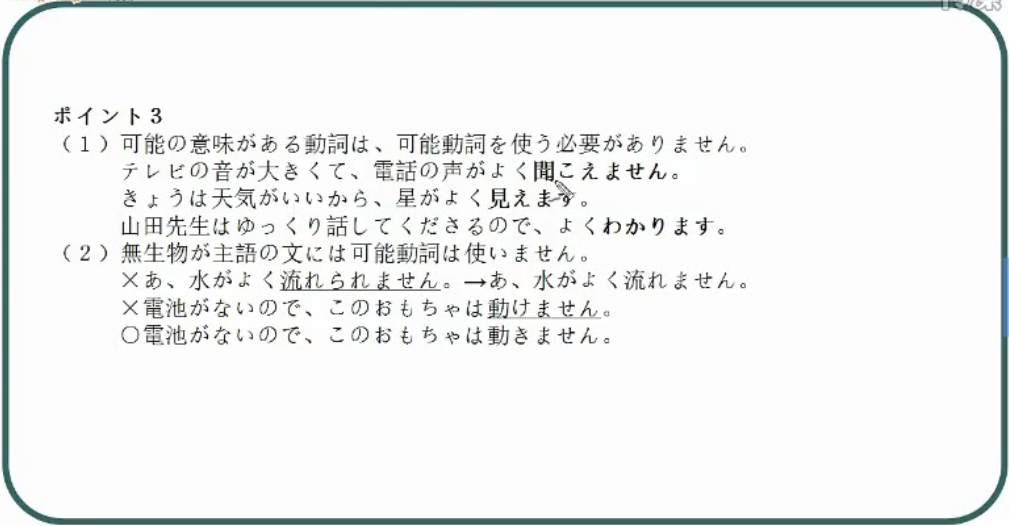 ポイント3
（1）可能の意味がある動詞は、可能動詞を使う必要がありません。
テレビの音が大きくて、電話の声がよく聞こえません。
きょうは天気がいいから、星がよく見えます。
山田先生はゆっくり話してくださるので、よくわかります。
（2）無生物が主語の文には可能動詞は使いません。
×あ、水がよく流れられません。→あ、水がよく流れません。
×電池がないので、このおもちゃは動けません。
○電池がないので、このおもちゃは動きません。